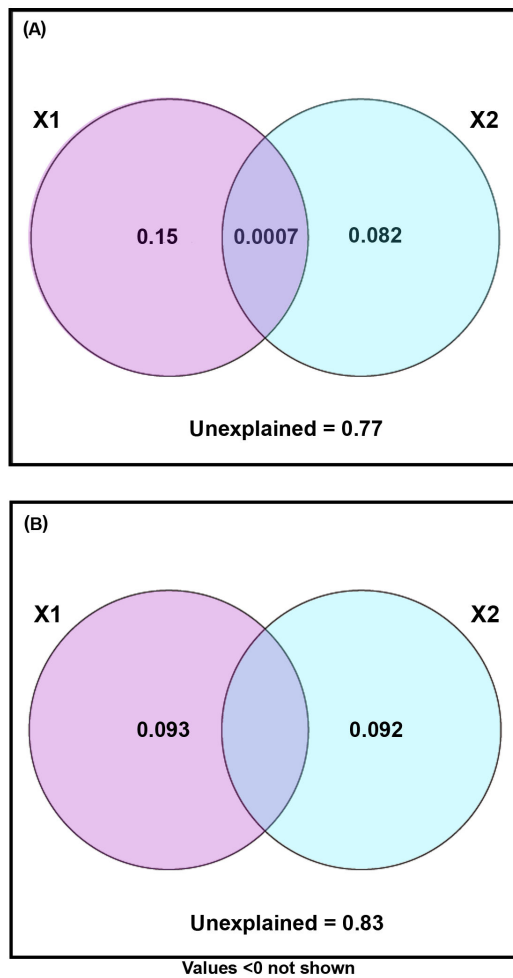 (A)
X1 X2
0.15 0.0007 0.082
Unexplained = 0.77
(B)
X1 X2
0.093 0.092
Unexplained = 0.83
Values <0 not shown